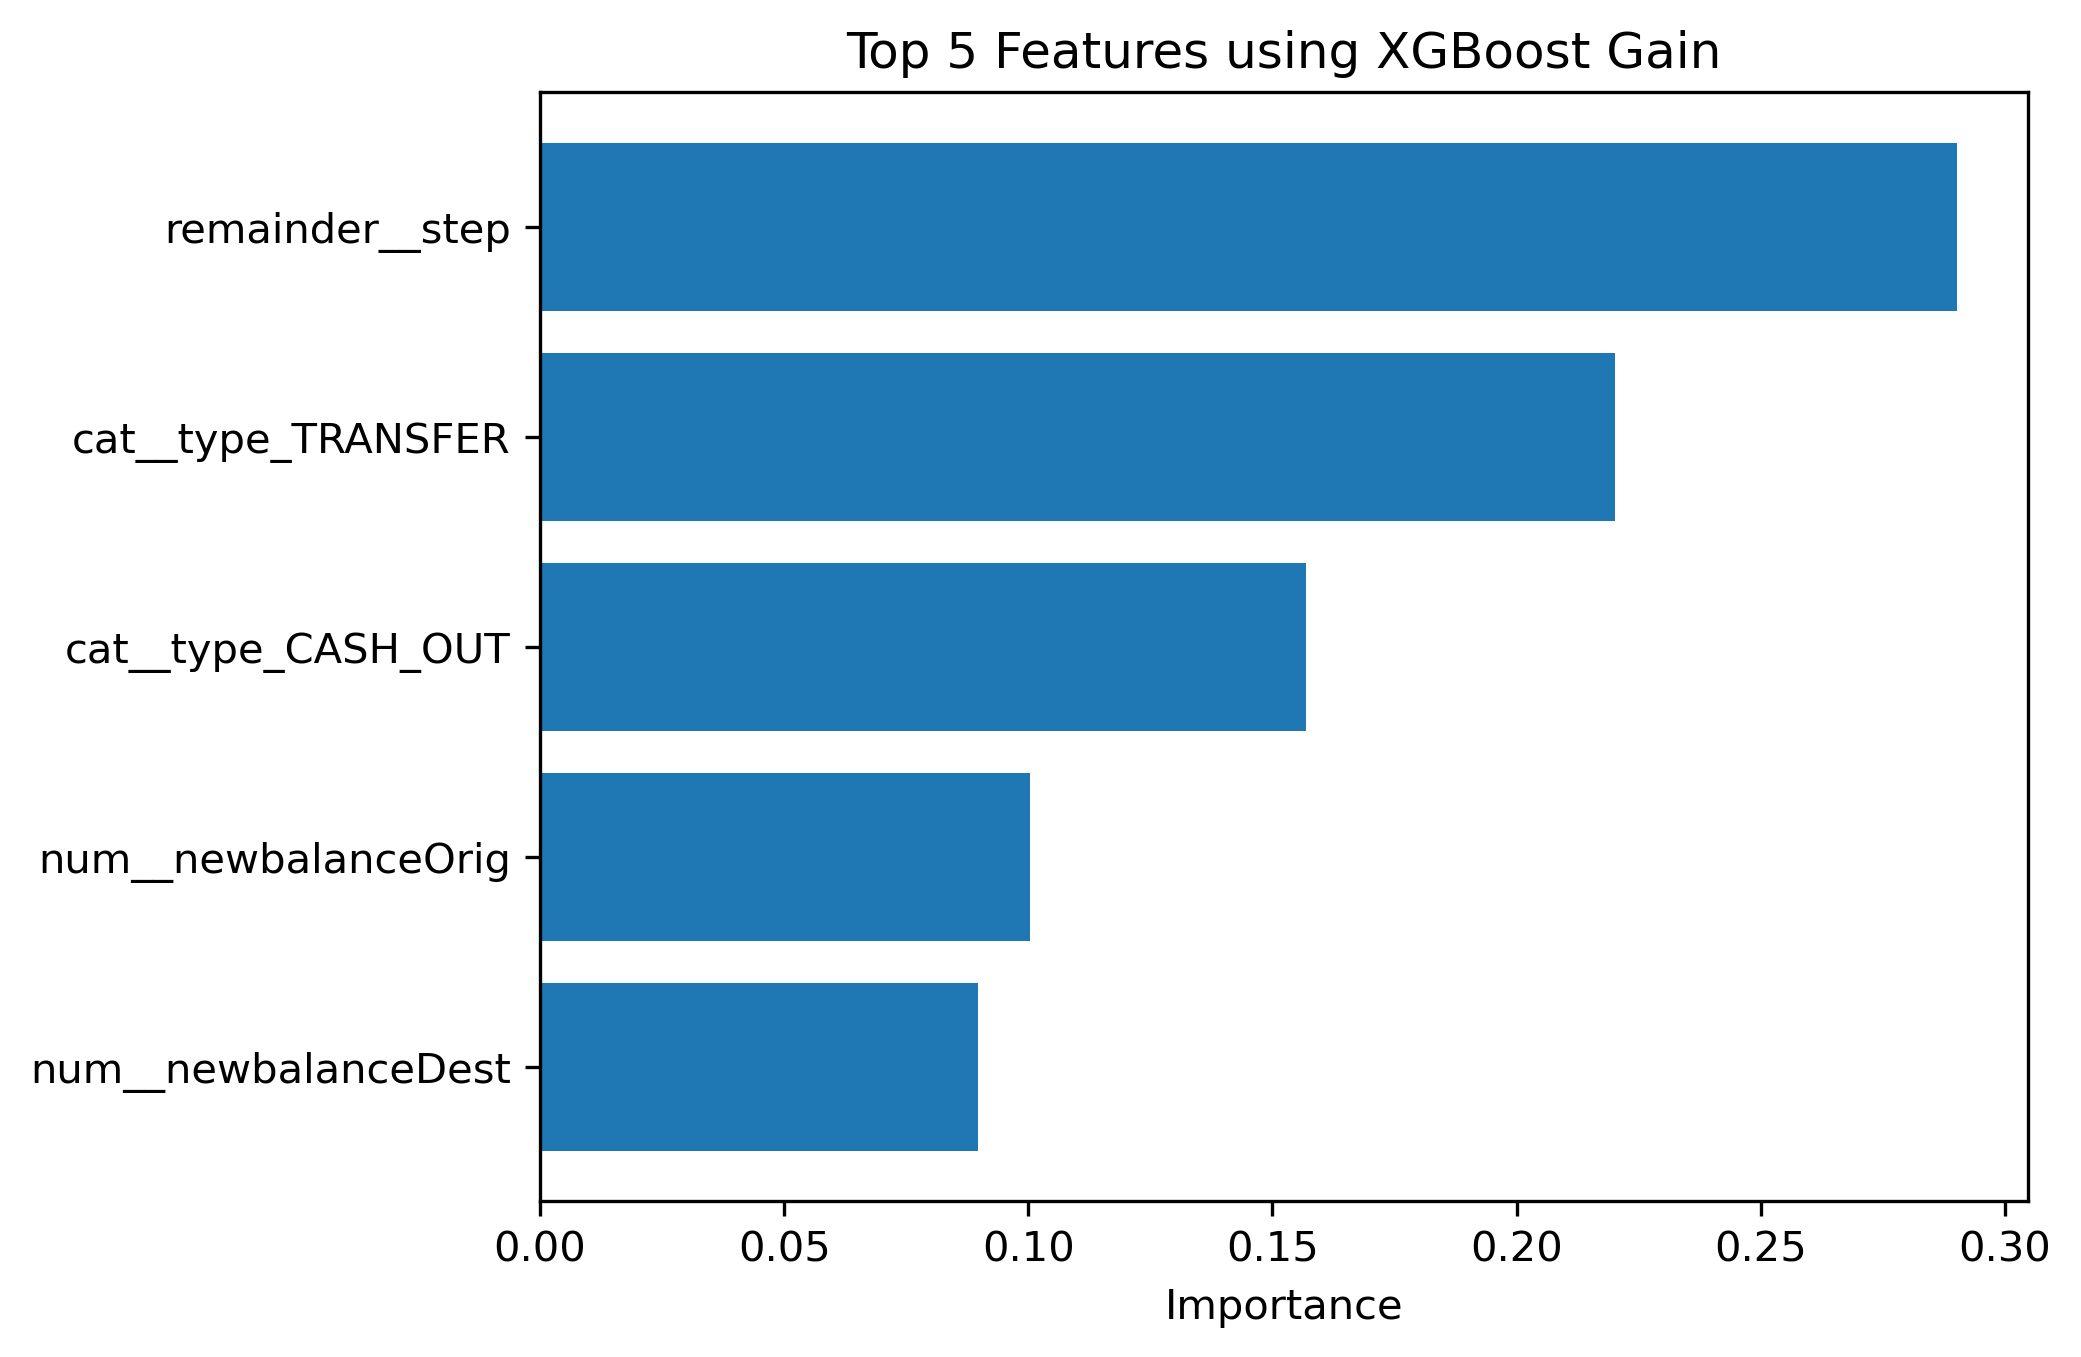 Top 5 Features using XGBoost Gain
remainder__step
cat__type_TRANSFER
cat__type_CASH_OUT
num__newbalanceOrig
num__newbalanceDest
0.00 0.05 0.10 0.15 0.20 0.25 0.30
Importance